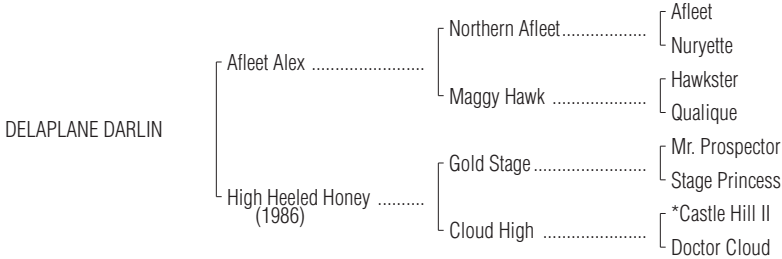 Afleet
Northern Afleet..................
Nuryette
Afleet Alex ........................
Hawkster
Maggy Hawk ....................
Qualique
DELAPLANE DARLIN
Mr. Prospector
Gold Stage........................
Stage Princess
High Heeled Honey ..........
(1986)
*Castle Hill II
Cloud High ......................
Doctor Cloud